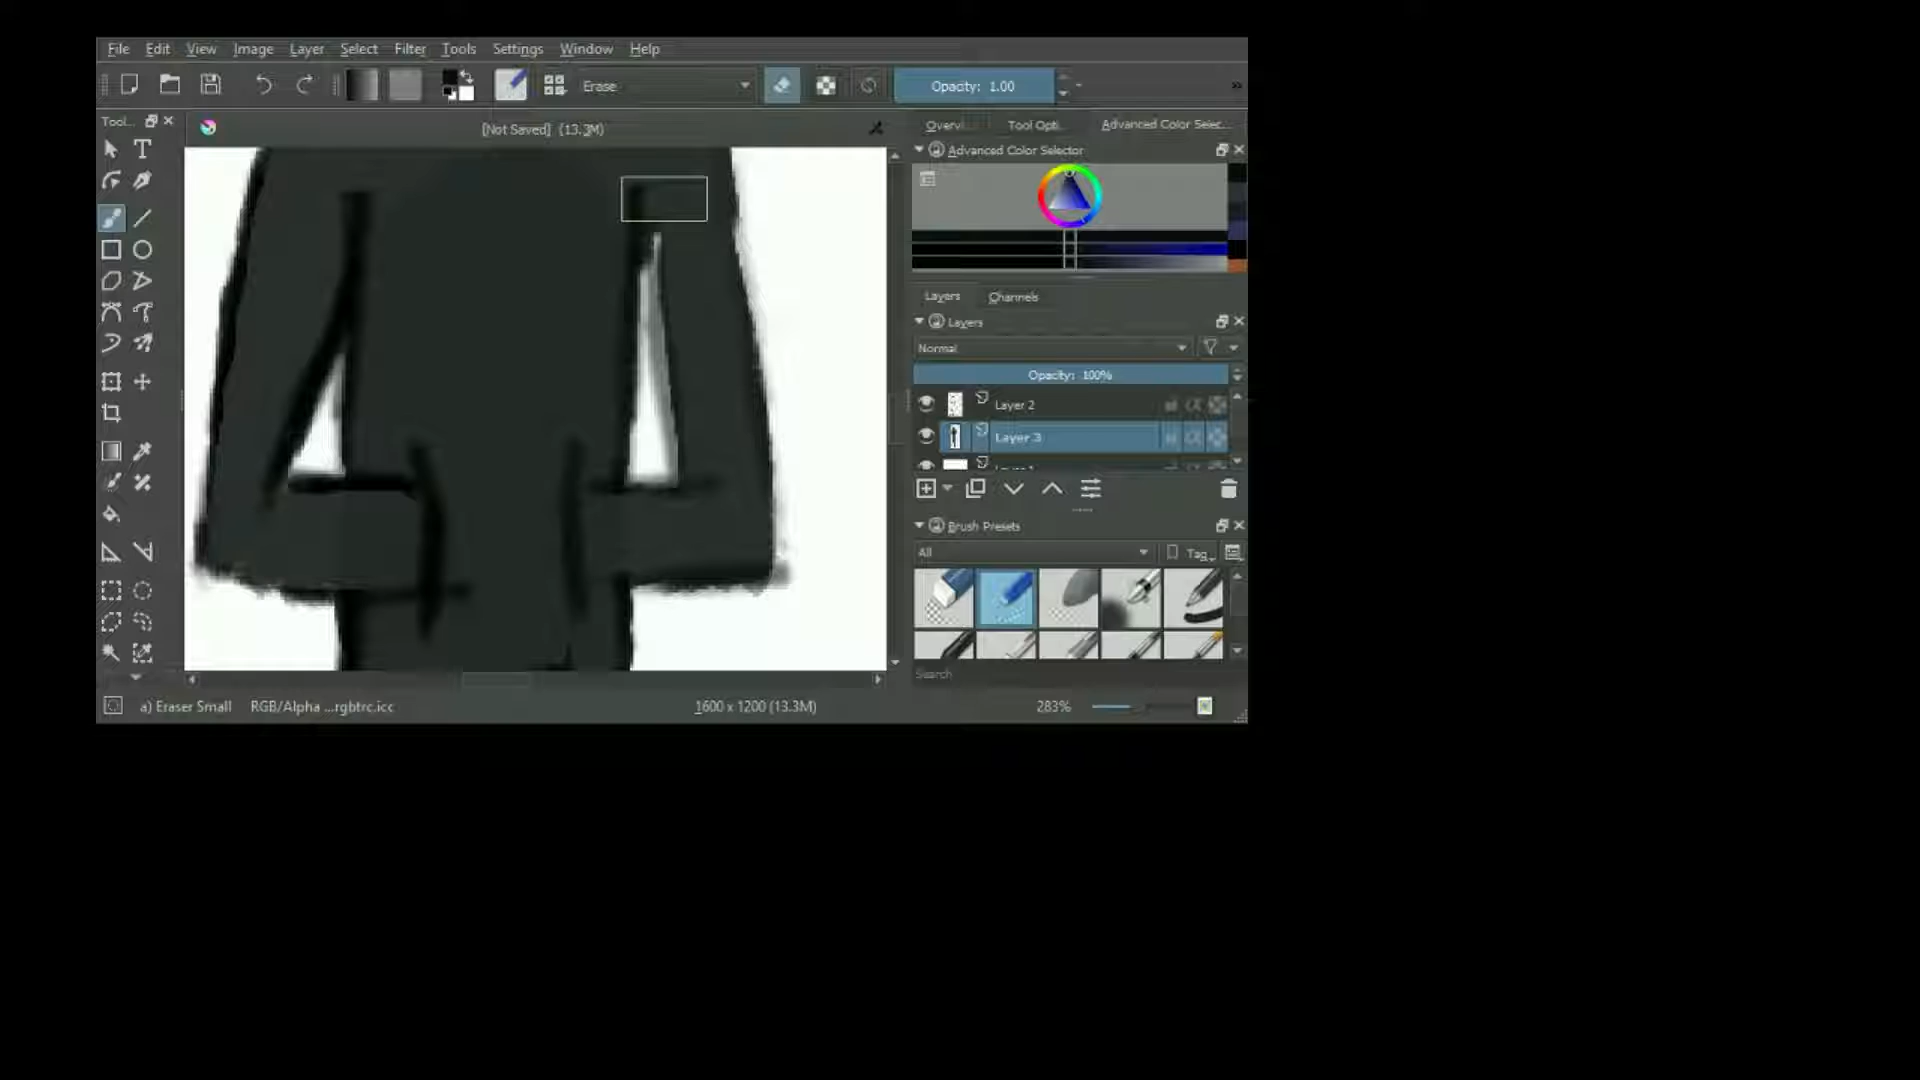 File Edit View Image Layer Select Filter Tools Settings Window Help
Erase
Opacity: 1.00
Tool...
[Not Saved] (13.3M)
Overvi...
Tool Opti...
Advanced Color Selec...
Advanced Color Selector
Layers
Channels
Layers
Normal
Opacity: 100%
Layer 2
Layer 3
Brush Presets
All
Tag
Search
a) Eraser Small
RGB/Alpha ...rgbtrc.icc
1600 x 1200 (13.3M)
283%